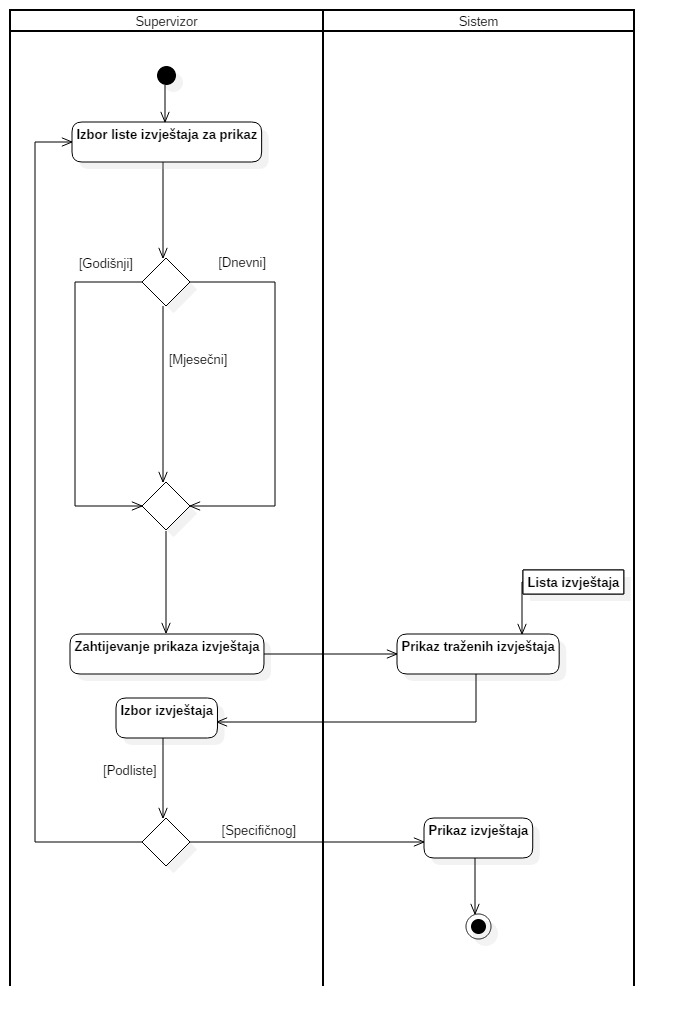 Supervizor
Sistem
Izbor liste izvještaja za prikaz
[Godišnji]
[Dnevni]
[Mjesečni]
Lista izvještaja
Zahtijevanje prikaza izvještaja
Prikaz traženih izvještaja
Izbor izvještaja
[Podliste]
[Specifičnog]
Prikaz izvještaja